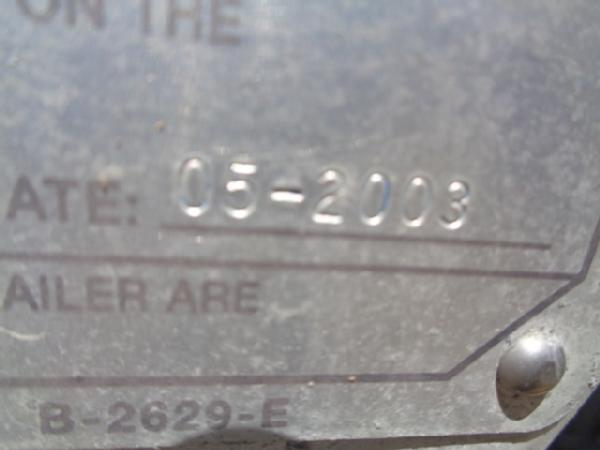 ON THE
ATE: 05-2003
AILER ARE
B-2629-E